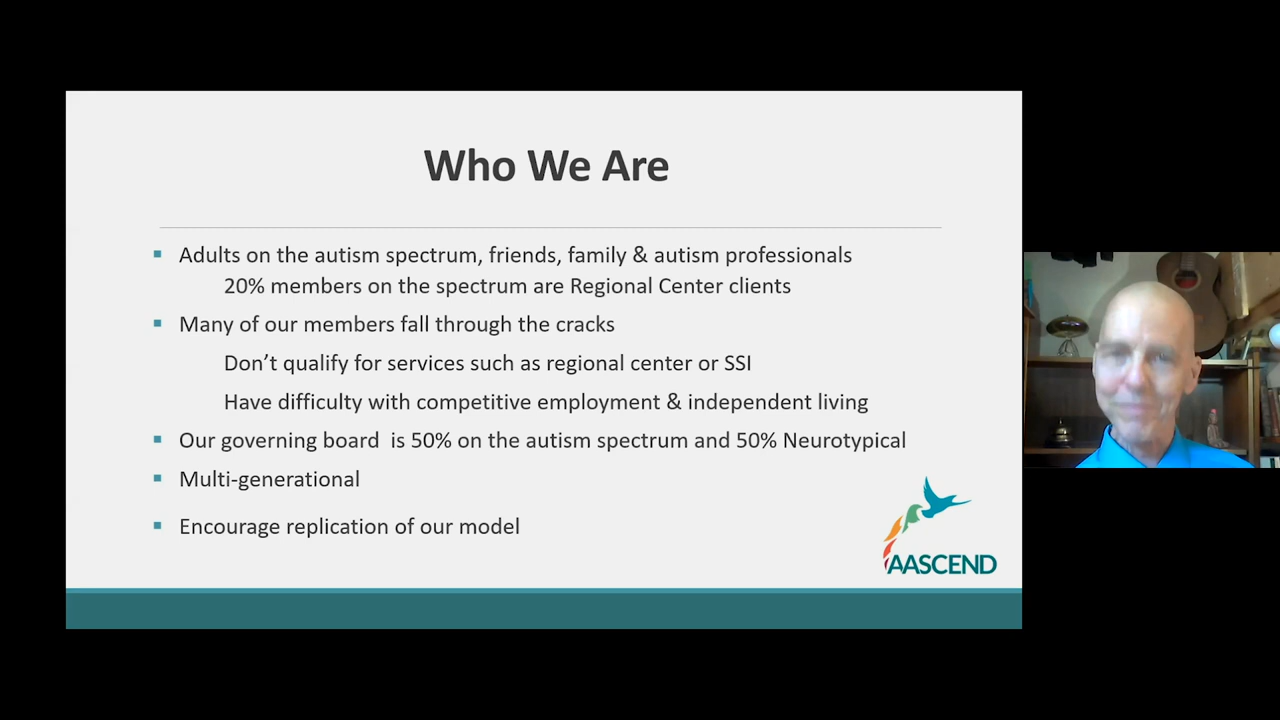 Who We Are
Adults on the autism spectrum, friends, family & autism professionals
20% members on the spectrum are Regional Center clients
Many of our members fall through the cracks
Don’t qualify for services such as regional center or SSI
Have difficulty with competitive employment & independent living
Our governing board  is 50% on the autism spectrum and 50% Neurotypical
Multi-generational
Encourage replication of our model
AASCEND